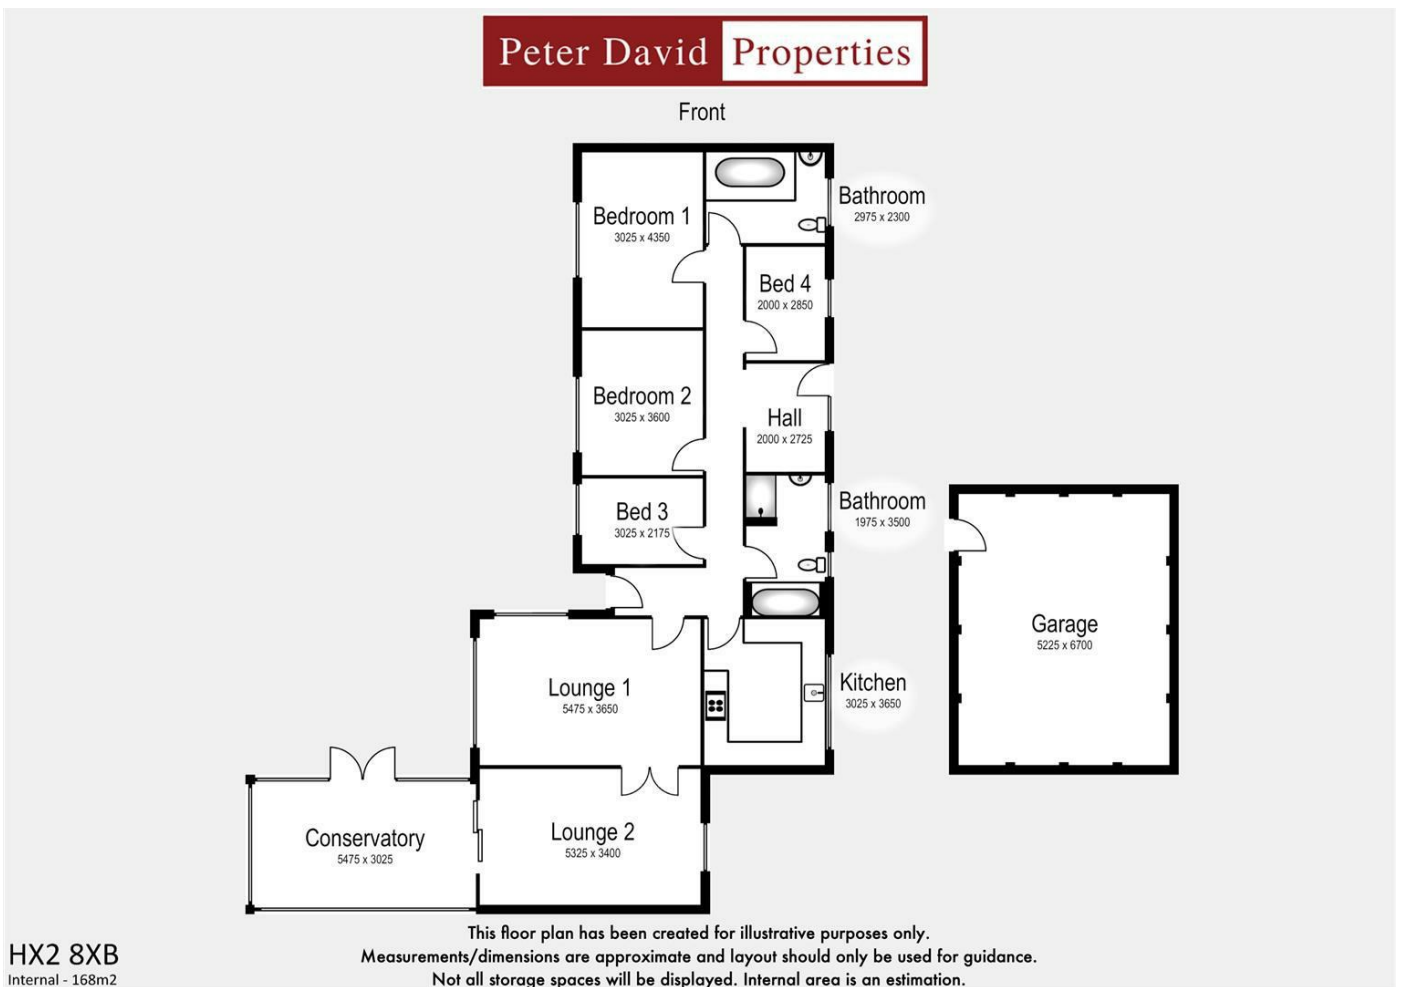 Peter David Properties
Front
Bedroom 1
3025 x 4350
Bathroom
2975 x 2300
Bed 4
2000 x 2850
Bedroom 2
3025 x 3600
Hall
2000 x 2725
Bed 3
3025 x 2175
Bathroom
1975 x 3500
Garage
5225 x 6700
Lounge 1
5475 x 3650
Kitchen
3025 x 3650
Conservatory
5475 x 3025
Lounge 2
5325 x 3400
This floor plan has been created for illustrative purposes only.
Measurements/dimensions are approximate and layout should only be used for guidance.
Not all storage spaces will be displayed. Internal area is an estimation.
HX2 8XB
Internal - 168m2